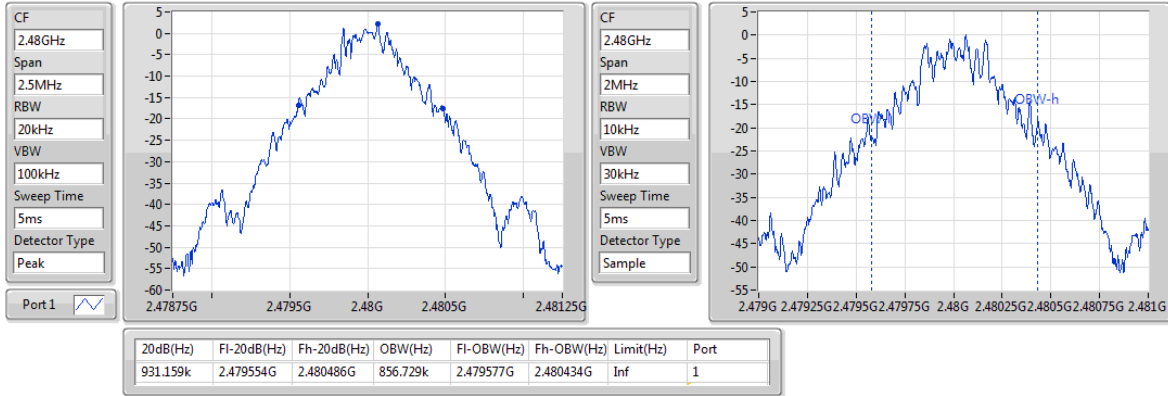 CF
2.48GHz
Span
2.5MHz
RBW
20kHz
VBW
100kHz
Sweep Time
5ms
Detector Type
Peak
Port 1
5
0
-5
-10
-15
-20
-25
-30
-35
-40
-45
-50
-55
-60
2.47875G 2.4795G 2.48G 2.4805G 2.48125G
CF
2.48GHz
Span
2MHz
RBW
10kHz
VBW
30kHz
Sweep Time
5ms
Detector Type
Sample
5
0
-5
-10
-15
-20
-25
-30
-35
-40
-45
-50
-55
OBW-h
2.479G 2.47925G 2.4795G 2.47975G 2.48G 2.48025G 2.4805G 2.48075G 2.481G
20dB(Hz) Fl-20dB(Hz) Fh-20dB(Hz) OBW(Hz) Fl-OBW(Hz) Fh-OBW(Hz) Limit(Hz) Port
931.159k 2.479554G 2.480486G 856.729k 2.479577G 2.480434G Inf 1